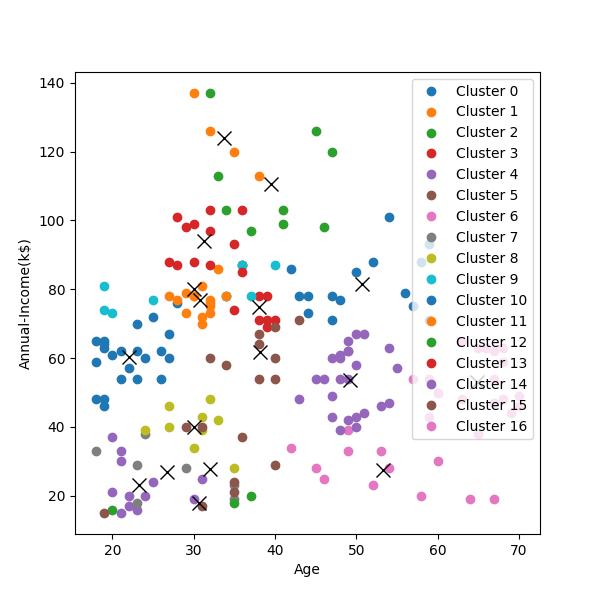 140
120
100
80
60
40
20
Annual-Income(k$)
20
30
40
50
60
70
Age
Cluster 0
Cluster 1
Cluster 2
Cluster 3
Cluster 4
Cluster 5
Cluster 6
Cluster 7
Cluster 8
Cluster 9
Cluster 10
Cluster 11
Cluster 12
Cluster 13
Cluster 14
Cluster 15
Cluster 16